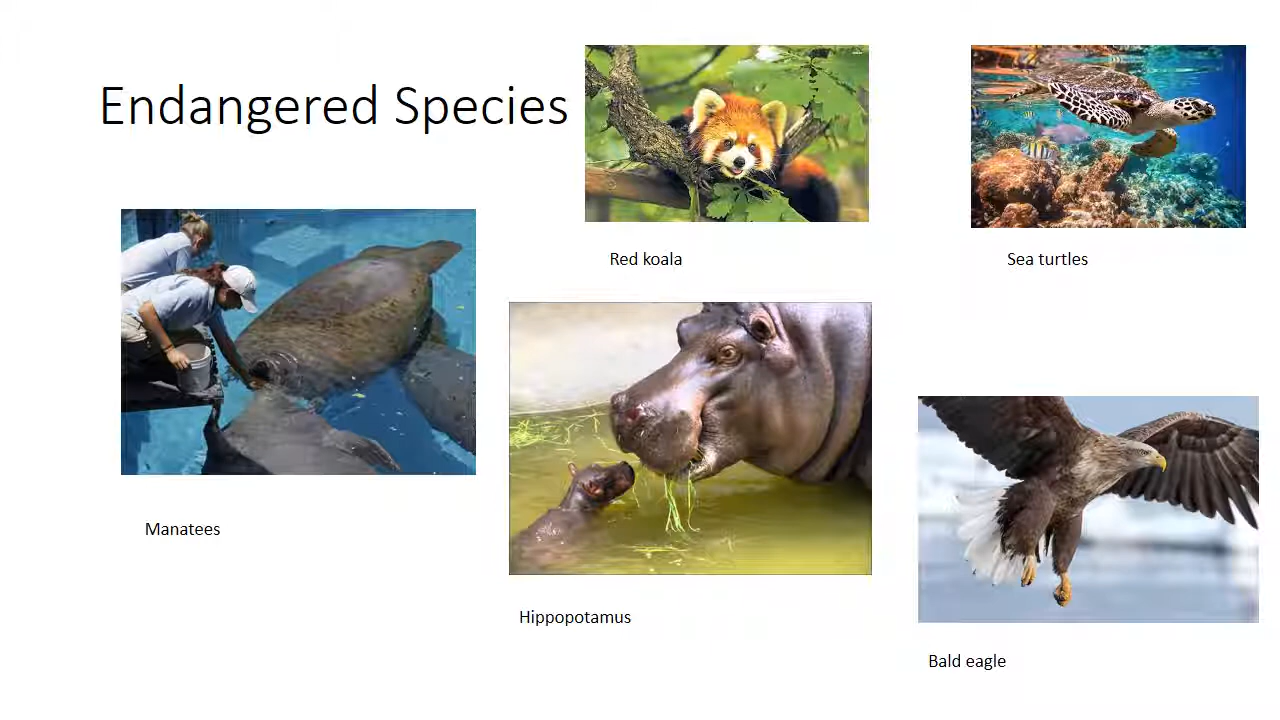 Endangered Species
Red koala
Sea turtles
Manatees
Hippopotamus
Bald eagle